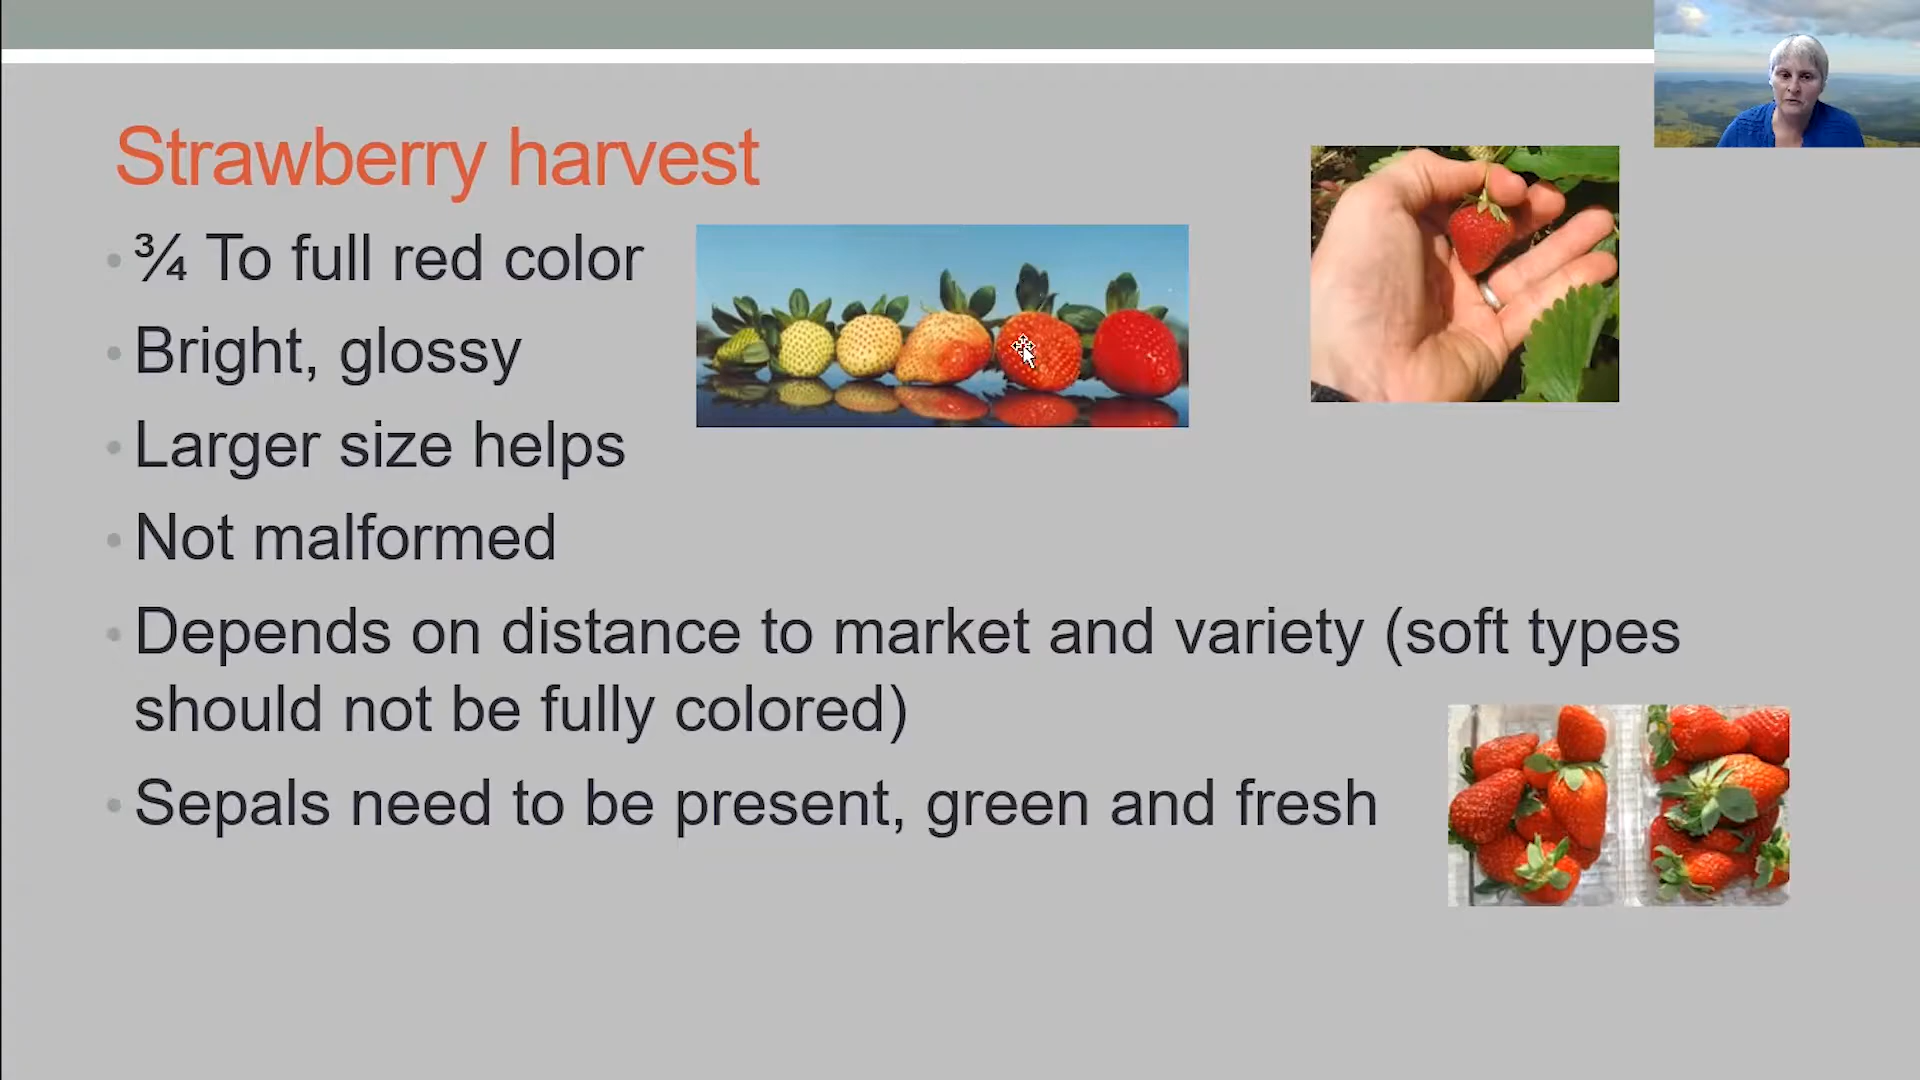 Strawberry harvest
¾ To full red color
Bright, glossy
Larger size helps
Not malformed
Depends on distance to market and variety (soft types
should not be fully colored)
Sepals need to be present, green and fresh